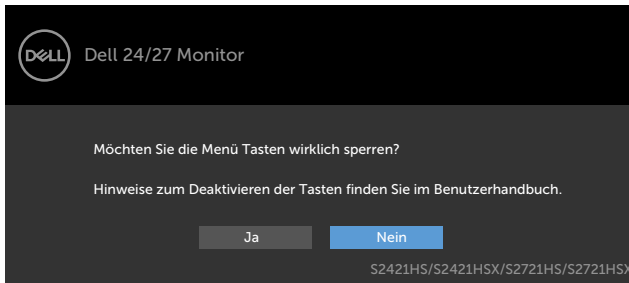 DELL Dell 24/27 Monitor
Möchten Sie die Menü Tasten wirklich sperren?
Hinweise zum Deaktivieren der Tasten finden Sie im Benutzerhandbuch.
Ja Nein
S2421HS/S2421HSX/S2721HS/S2721HSX